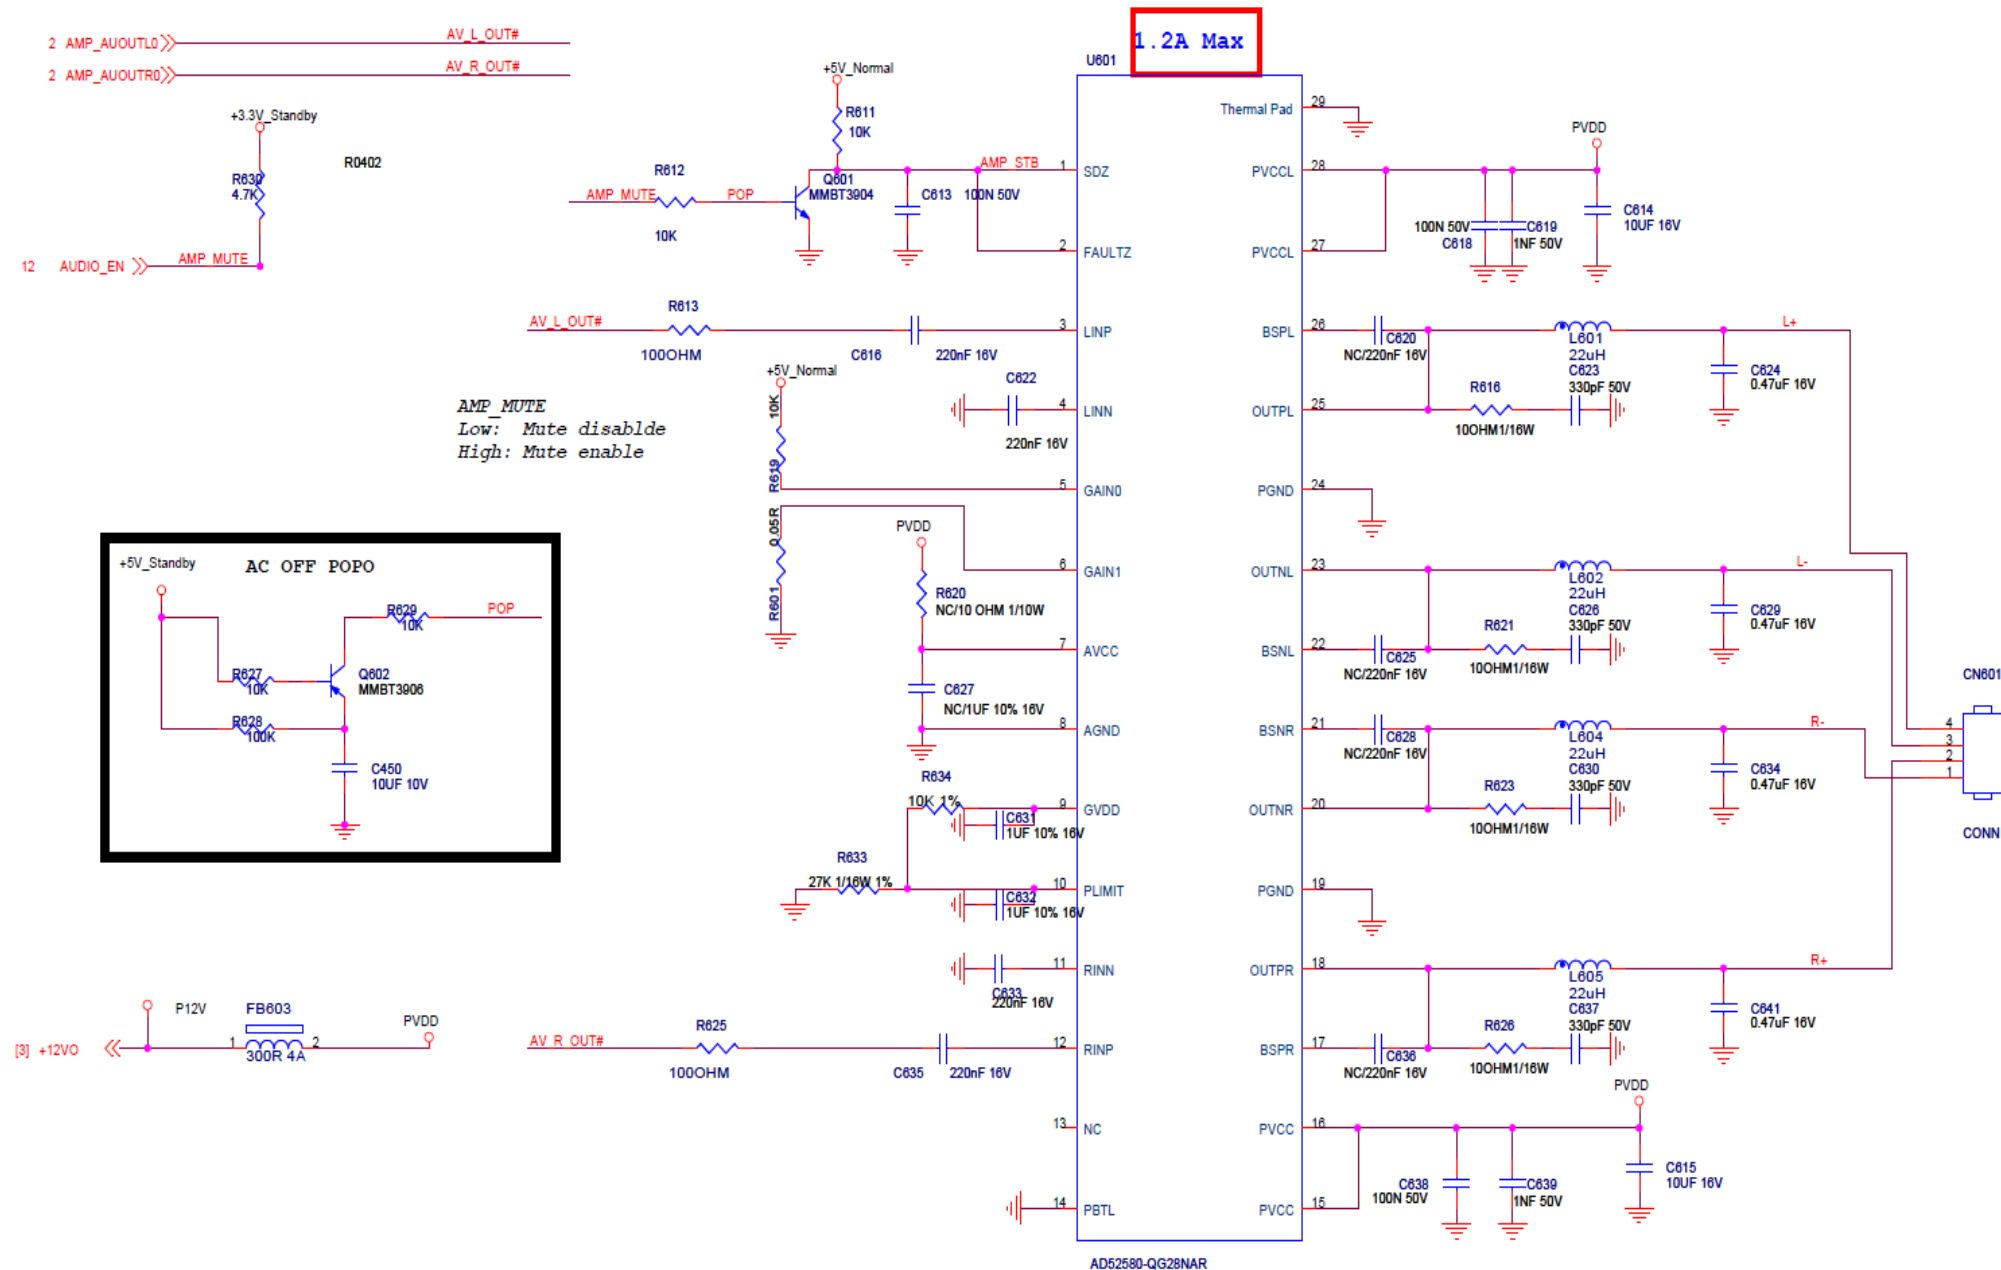 1.2A Max
2 AMP_AUOUTL0
AV_L_OUT#
2 AMP_AUOUTR0
AV_R_OUT#
+3.3V_Standby
R630
4.7K
R0402
12 AUDIO_EN
AMP_MUTE
+5V_Normal
R611
10K
R612
AMP_MUTE
10K
POP
Q601
MMBT3904
C613
100N 50V
AMP_STB
AV_L_OUT#
R613
100OHM
C616
220nF 16V
+5V_Normal
10K
R619
C622
220nF 16V
AMP_MUTE
Low: Mute disablde
High: Mute enable
0.05R
R601
PVDD
R620
NC/10 OHM 1/10W
C627
NC/1UF 10% 16V
R634
10K 1%
C631
1UF 10% 16V
R633
27K 1/16W 1%
C632
1UF 10% 16V
C633
220nF 16V
AV_R_OUT#
R625
100OHM
C635
220nF 16V
+5V_Standby
AC OFF POPO
R629
10K
POP
R627
10K
Q602
MMBT3906
R628
100K
C450
10UF 10V
[3] +12VO
P12V
FB603
1
2
300R 4A
PVDD
U601
1 SDZ
2 FAULTZ
3 LINP
4 LINN
5 GAIN0
6 GAIN1
7 AVCC
8 AGND
9 GVDD
10 PLIMIT
11 RINN
12 RINP
13 NC
14 PBTL
Thermal Pad 29
PVCCL 28
PVCCL 27
BSPL 26
OUTPL 25
PGND 24
OUTNL 23
BSNL 22
BSNR 21
OUTNR 20
PGND 19
OUTPR 18
BSPR 17
PVCC 16
PVCC 15
AD52580-QG28NAR
PVDD
100N 50V
C618
C619
1NF 50V
C614
10UF 16V
C620
NC/220nF 16V
L601
22uH
C623
330pF 50V
R616
10OHM1/16W
L+
C624
0.47uF 16V
L602
22uH
C626
330pF 50V
R621
10OHM1/16W
C625
NC/220nF 16V
L-
C629
0.47uF 16V
C628
NC/220nF 16V
L604
22uH
C630
330pF 50V
R623
10OHM1/16W
R-
C634
0.47uF 16V
L605
22uH
C637
330pF 50V
R626
10OHM1/16W
C636
NC/220nF 16V
R+
C641
0.47uF 16V
PVDD
C638
100N 50V
C639
1NF 50V
C615
10UF 16V
CN601
4
3
2
1
CONN